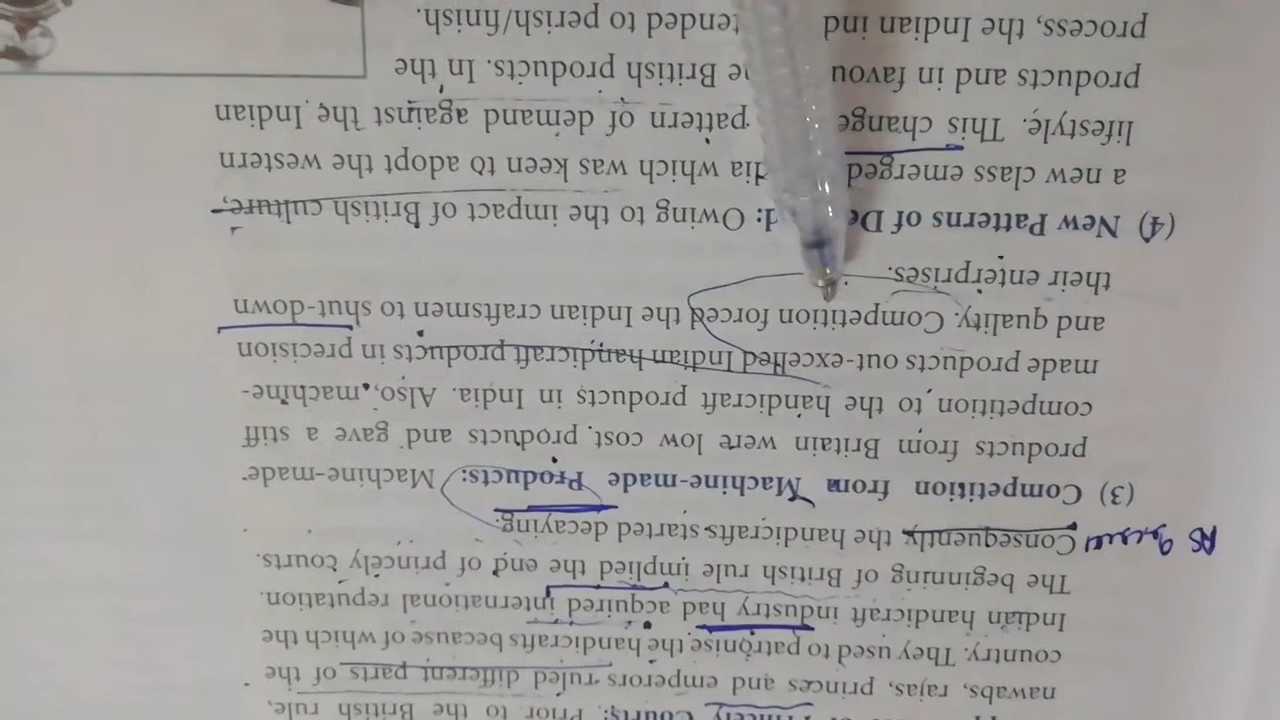 Princely Courts: Prior to the British rule,
nawabs, rajas, princes and emperors ruled different parts of the
country. They used to patronise the handicrafts because of which the
Indian handicraft industry had acquired international reputation.
The beginning of British rule implied the end of princely courts.
Consequently the handicrafts started decaying.
(3) Competition from Machine-made Products: Machine-made
products from Britain were low cost products and gave a stiff
competition to the handicraft products in India. Also, machine-
made products out-excelled Indian handicraft products in precision
and quality. Competition forced the Indian craftsmen to shut-down
their enterprises.
(4) New Patterns of De d: Owing to the impact of British culture,
a new class emerged dia which was keen to adopt the western
lifestyle. This change pattern of demand against the Indian
products and in favou e British products. In the
process, the Indian ind tended to perish/finish.